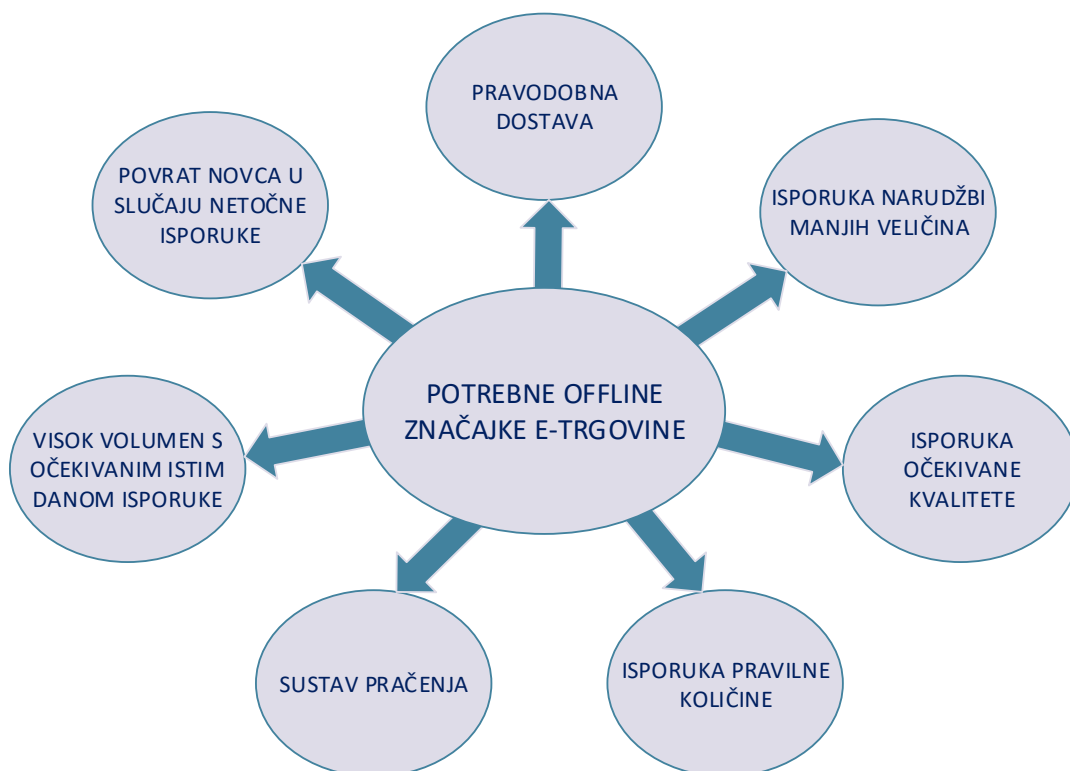 PRAVODOBNA
DOSTAVA
POVRAT NOVCA U
SLUČAJU NETOČNE
ISPORUKE
ISPORUKA NARUDŽBI
MANJIH VELIČINA
POTREBNE OFFLINE
ZNAČAJKE E-TRGOVINE
VISOK VOLUMEN S
OČEKIVANIM ISTIM
DANOM ISPORUKE
ISPORUKA
OČEKIVANE
KVALITETE
SUSTAV PRAČENJA
ISPORUKA PRAVILNE
KOLIČINE